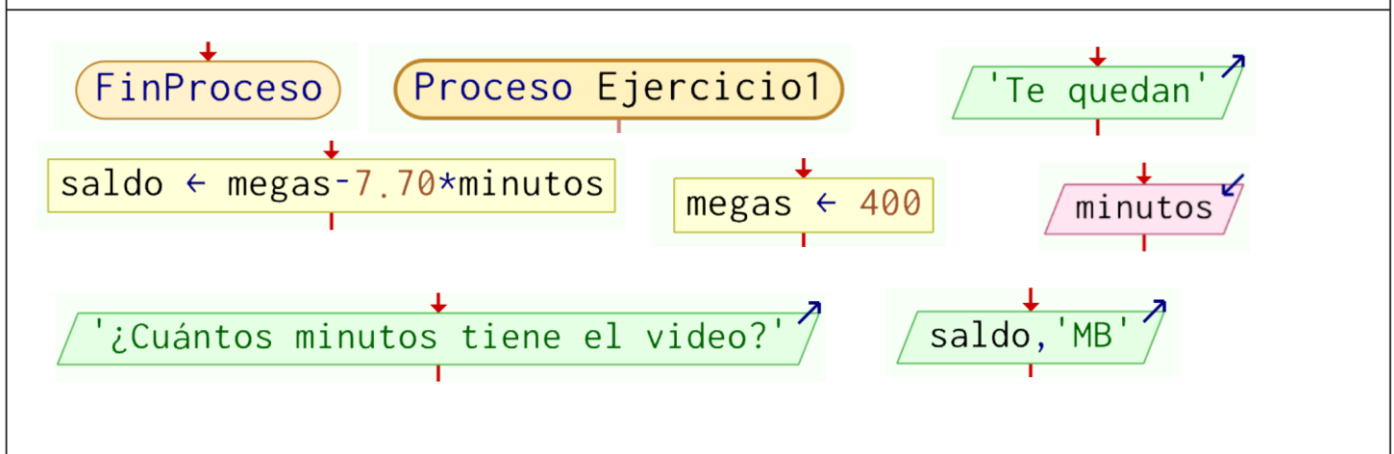 FinProceso
Proceso Ejercicio1
'Te quedan'
saldo ← megas-7.70*minutos
megas ← 400
minutos
'¿Cuántos minutos tiene el video?'
saldo,'MB'